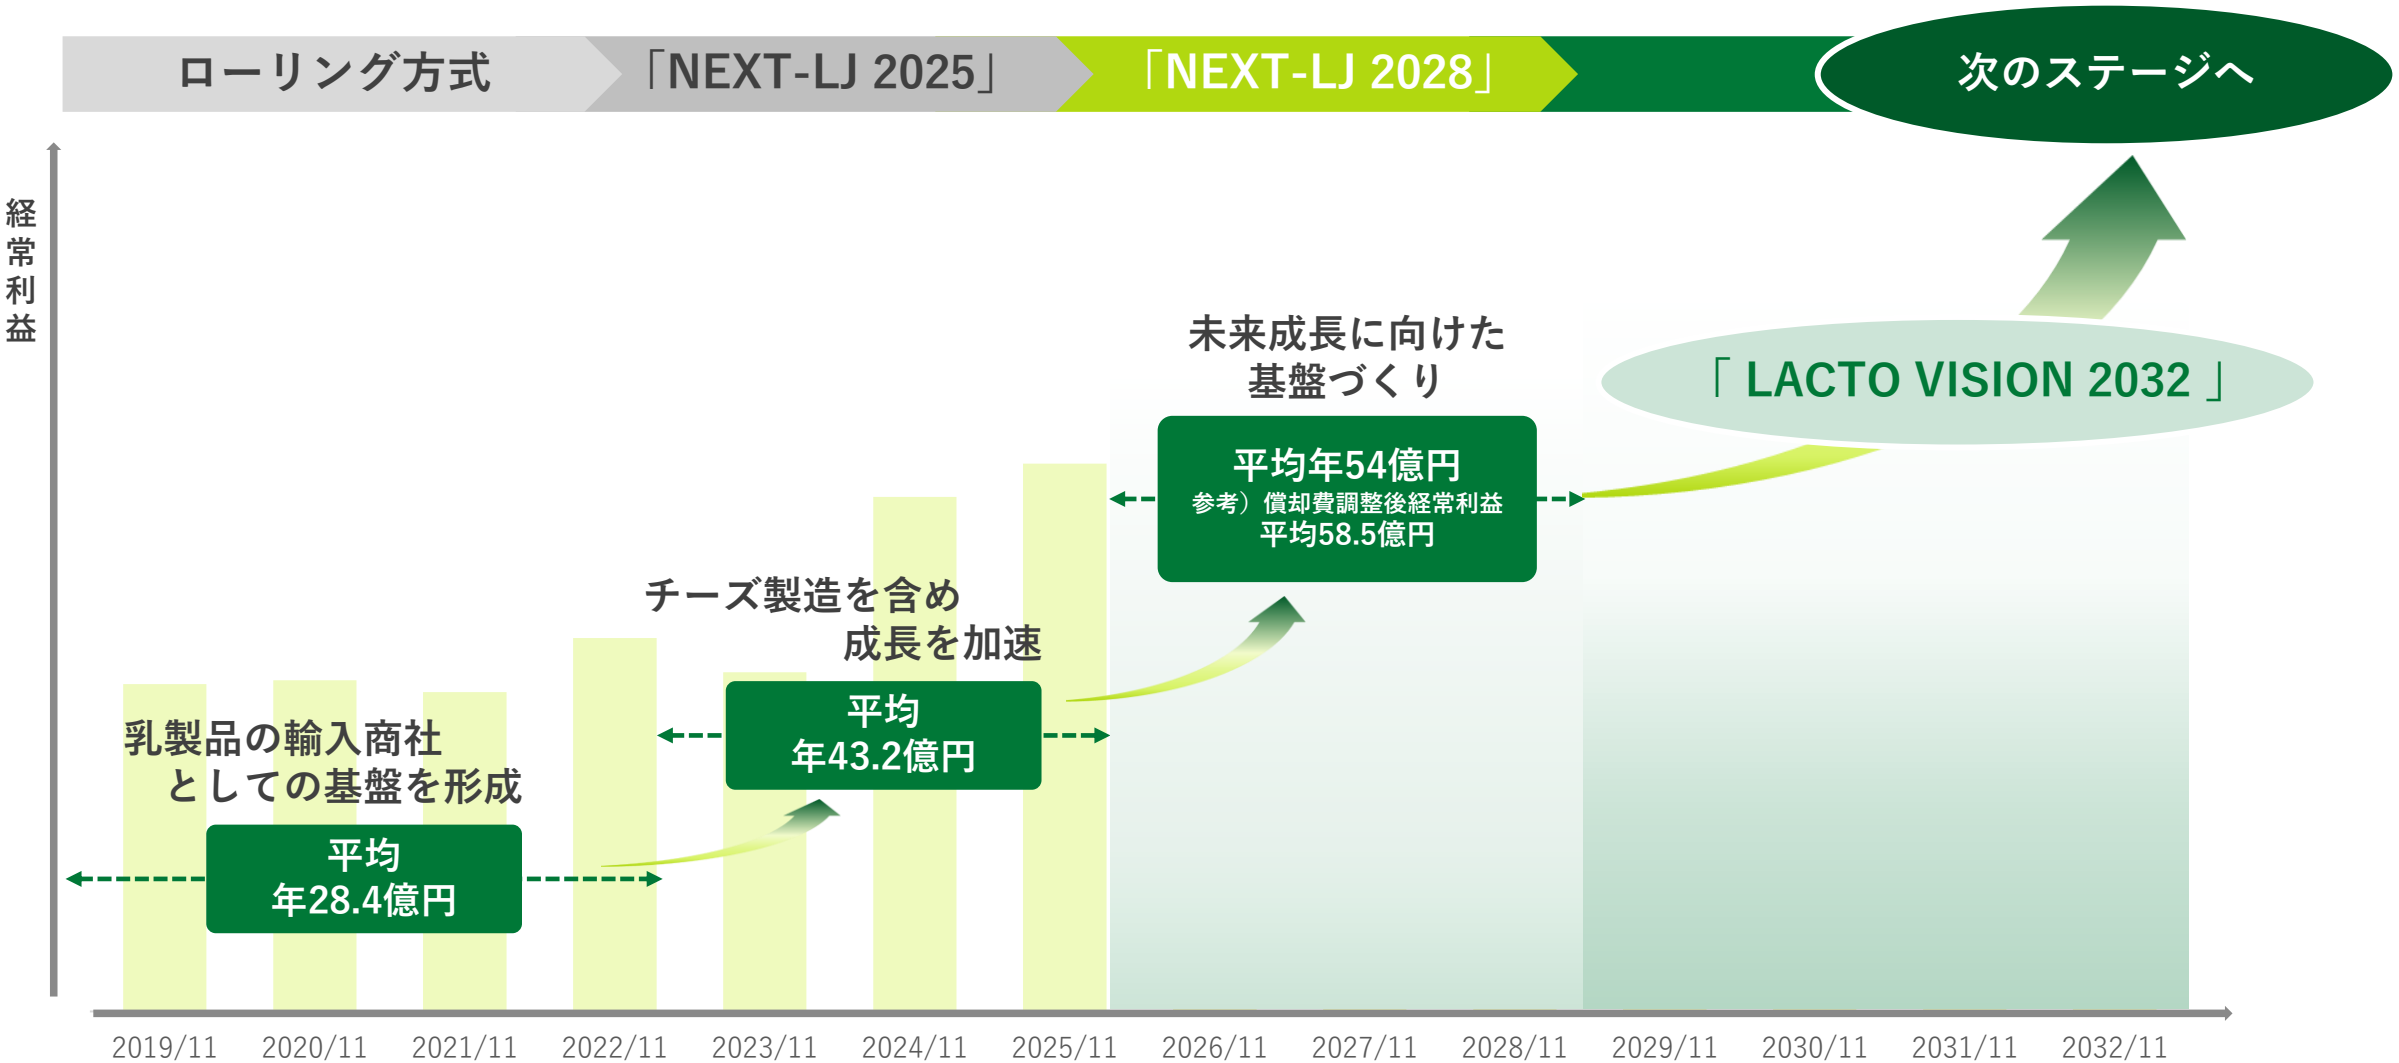 ローリング方式
「NEXT-LJ 2025」
「NEXT-LJ 2028」
次のステージへ
経常利益
未来成長に向けた
基盤づくり
平均年54億円
参考）償却費調整後経常利益
平均58.5億円
「 LACTO VISION 2032 」
チーズ製造を含め
成長を加速
平均
年43.2億円
乳製品の輸入商社
としての基盤を形成
平均
年28.4億円
2019/11 2020/11 2021/11 2022/11 2023/11 2024/11 2025/11 2026/11 2027/11 2028/11 2029/11 2030/11 2031/11 2032/11